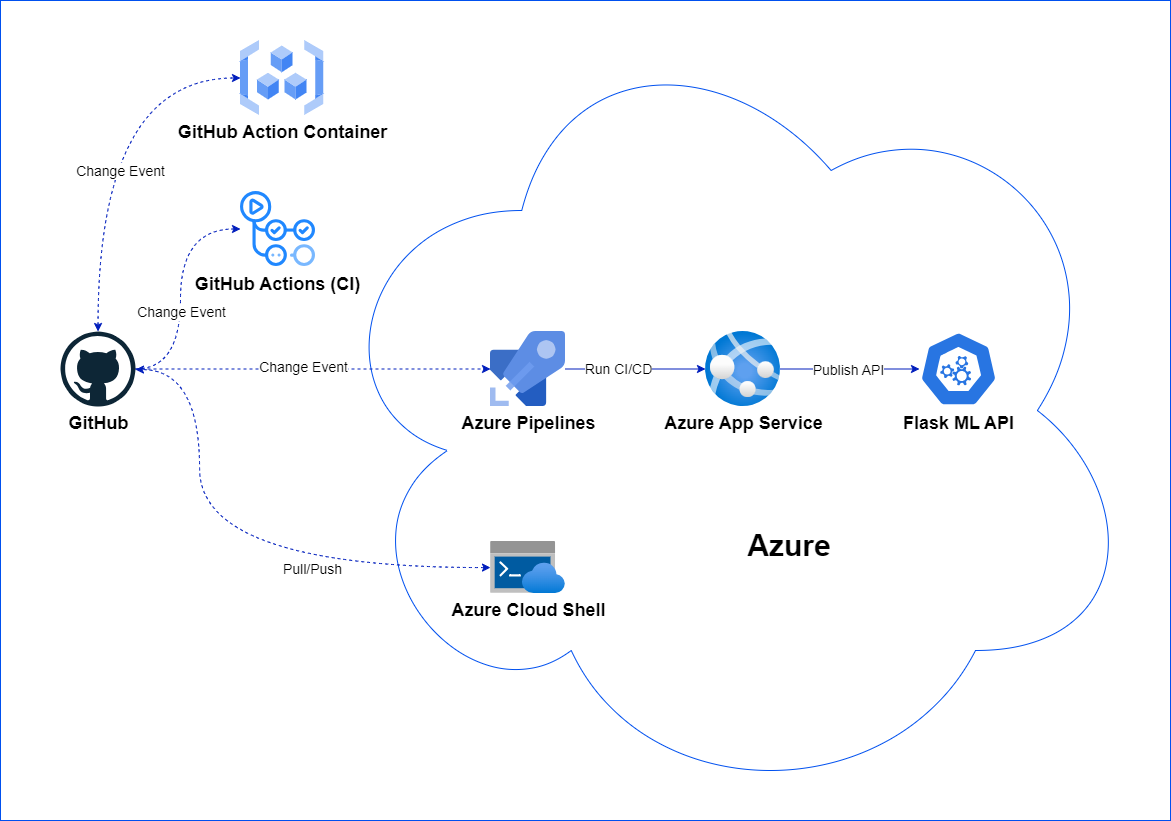 GitHub Action Container
Change Event
GitHub Actions (CI)
Change Event
Change Event
Run CI/CD
Publish API
GitHub
Azure Pipelines
Azure App Service
Flask ML API
Azure
Pull/Push
Azure Cloud Shell